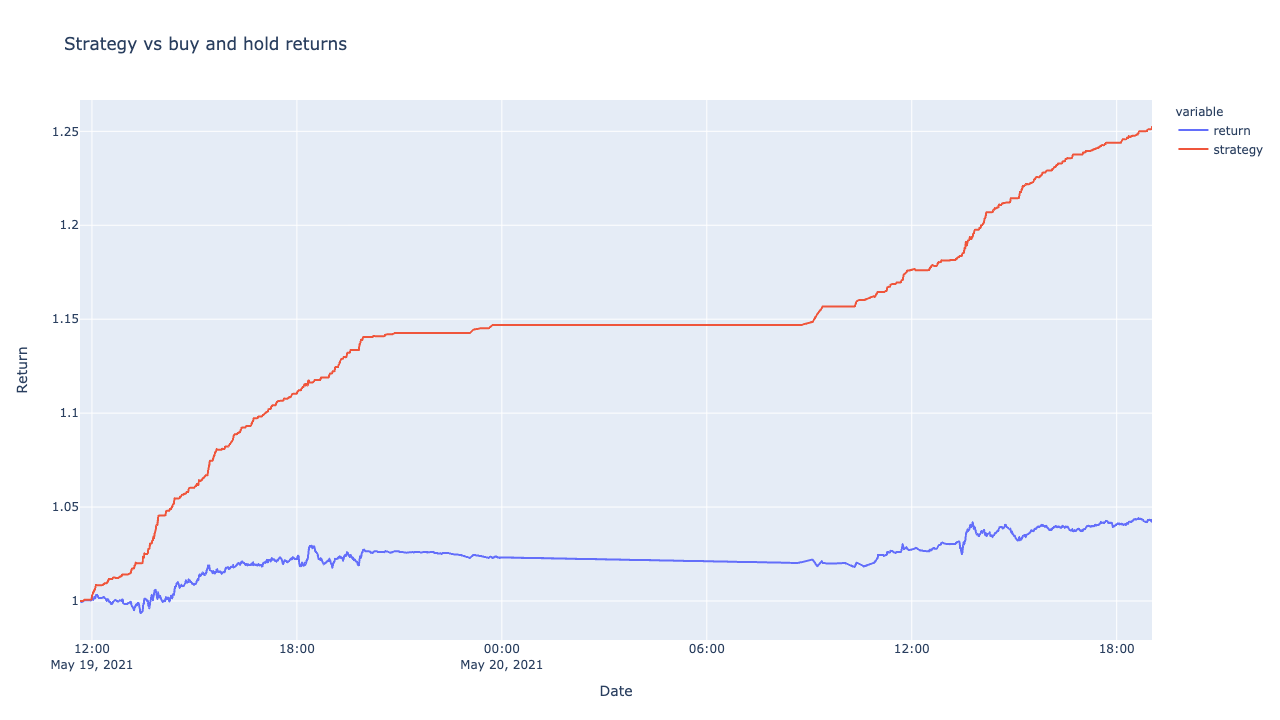 Strategy vs buy and hold returns
variable
return
strategy
1.25
1.2
1.15
1.1
1.05
1
Return
12:00
May 19, 2021
18:00
00:00
May 20, 2021
06:00
12:00
18:00
Date